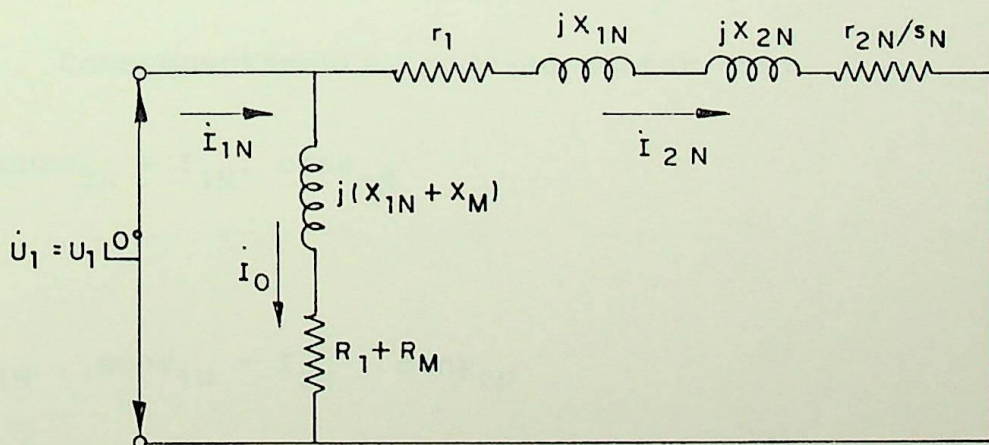 r₁
jX₁N
jX₂N
r₂N/sN
İ₁N
İ₂N
j(X₁N + XM)
U̇₁ = U₁ ∟0°
İ₀
R₁ + RM